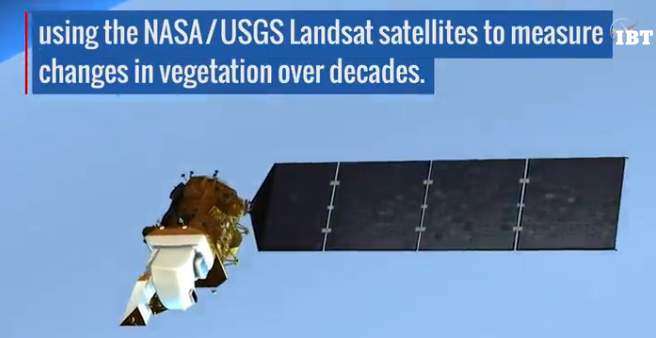 using the NASA/USGS Landsat satellites to measure
changes in vegetation over decades.
IBT